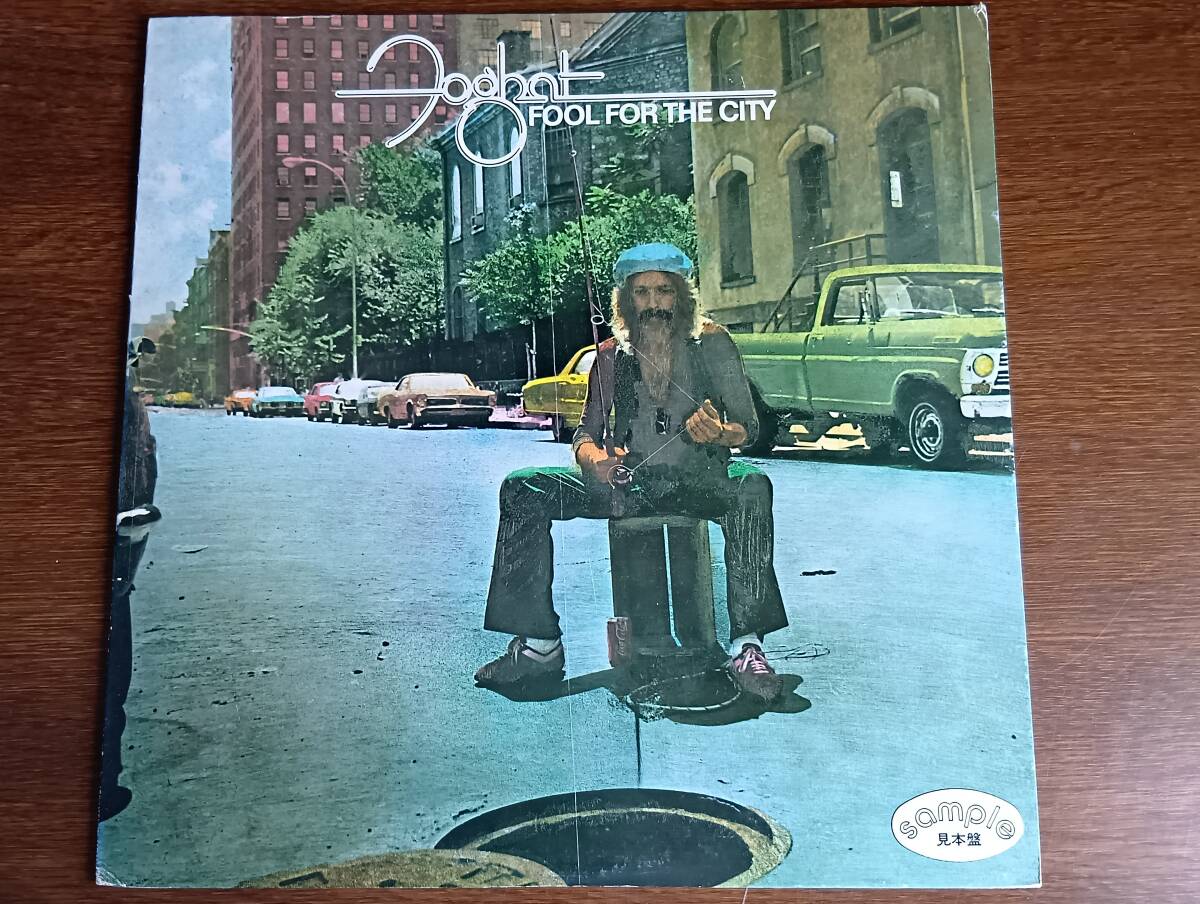 Foghat
FOOL FOR THE CITY
sample
見本盤